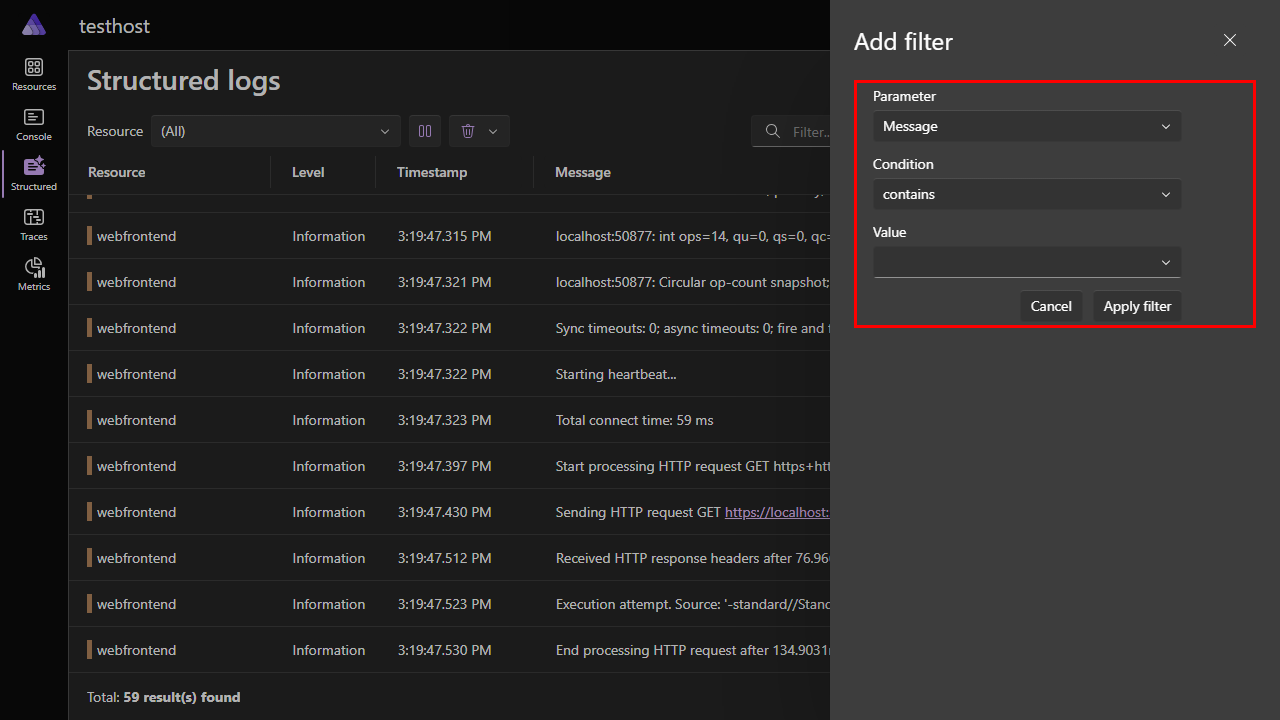 testhost
Resources
Console
Structured
Traces
Metrics
Structured logs
Resource (All) Filter...
Resource Level Timestamp Message
webfrontend Information 3:19:47.315 PM localhost:50877: int ops=14, qu=0, qs=0, qc=
webfrontend Information 3:19:47.321 PM localhost:50877: Circular op-count snapshot;
webfrontend Information 3:19:47.322 PM Sync timeouts: 0; async timeouts: 0; fire and
webfrontend Information 3:19:47.322 PM Starting heartbeat...
webfrontend Information 3:19:47.323 PM Total connect time: 59 ms
webfrontend Information 3:19:47.397 PM Start processing HTTP request GET https+htt
webfrontend Information 3:19:47.430 PM Sending HTTP request GET https://localhost:
webfrontend Information 3:19:47.512 PM Received HTTP response headers after 76.96
webfrontend Information 3:19:47.523 PM Execution attempt. Source: '-standard//Stand
webfrontend Information 3:19:47.530 PM End processing HTTP request after 134.9031
Total: 59 result(s) found
Add filter
Parameter
Message
Condition
contains
Value
Cancel Apply filter